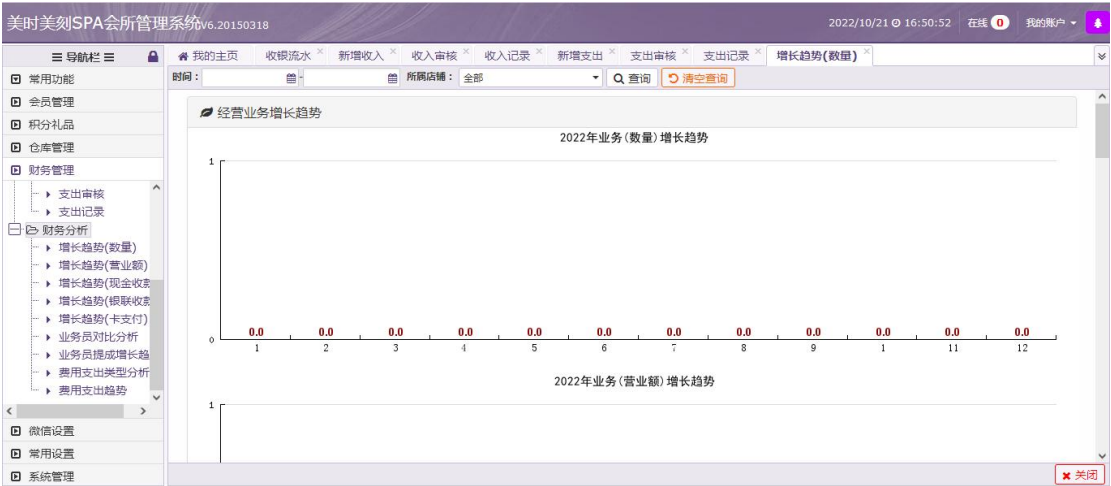 美时美刻SPA会所管理系统V6.20150318
2022/10/21 16:50:52 在线 0 我的账户
导航栏
我的主页 收银流水 新增收入 收入审核 收入记录 新增支出 支出审核 支出记录 增长趋势(数量)
时间： - 所属店铺： 全部 查询 清空查询
常用功能
会员管理
积分礼品
仓库管理
财务管理
支出审核
支出记录
财务分析
增长趋势(数量)
增长趋势(营业额)
增长趋势(现金收款
增长趋势(银联收款
增长趋势(卡支付)
业务员对比分析
业务员提成增长趋
费用支出类型分析
费用支出趋势
微信设置
常用设置
系统管理
经营业务增长趋势
2022年业务(数量)增长趋势
1
0.0 0.0 0.0 0.0 0.0 0.0 0.0 0.0 0.0 0.0 0.0 0.0
0
1 2 3 4 5 6 7 8 9 1 11 12
2022年业务(营业额)增长趋势
1
关闭